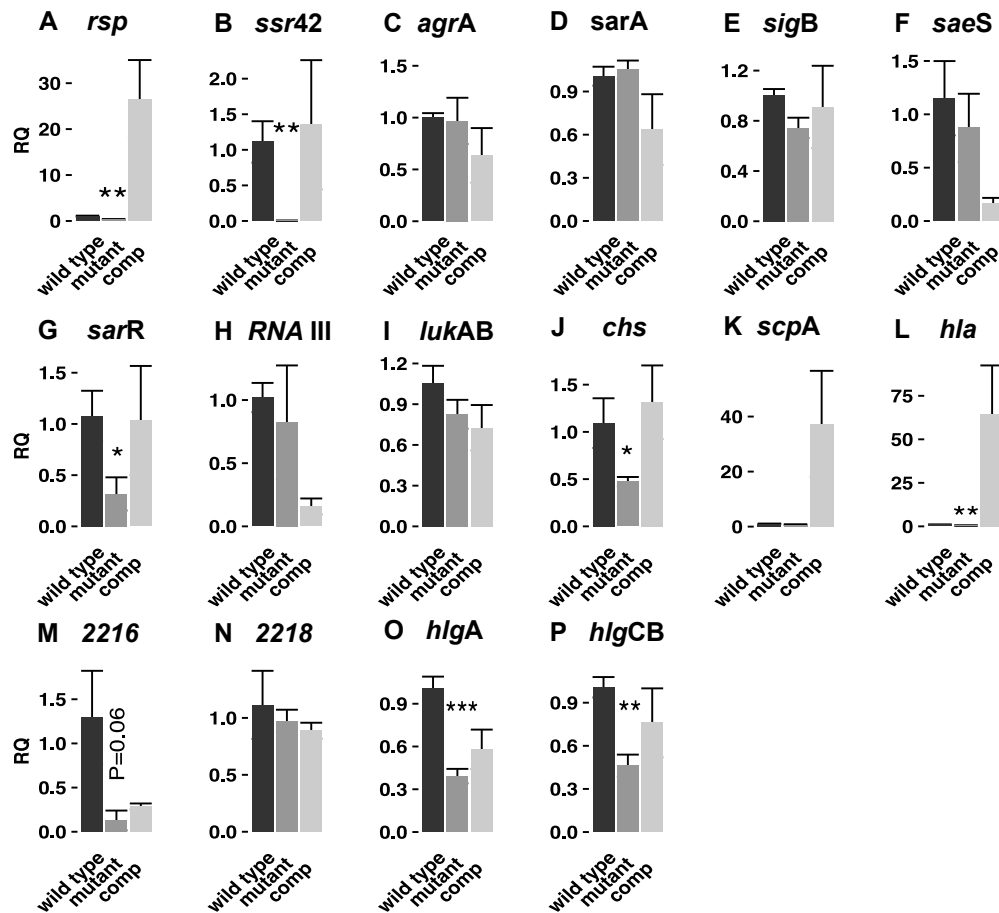 A rsp
B ssr42
C agrA
D sarA
E sigB
F saeS
RQ
30
20
10
0
**
wild type
mutant
comp
2.0
1.5
1.0
0.5
0.0
**
wild type
mutant
comp
1.5
1.0
0.5
0.0
wild type
mutant
comp
0.9
0.6
0.3
0.0
wild type
mutant
comp
1.2
0.8
0.4
0.0
wild type
mutant
comp
1.5
1.0
0.5
0.0
wild type
mutant
comp
G sarR
H RNA III
I lukAB
J chs
K scpA
L hla
RQ
1.5
1.0
0.5
0.0
*
wild type
mutant
comp
1.0
0.5
0.0
wild type
mutant
comp
1.2
0.9
0.6
0.3
0.0
wild type
mutant
comp
1.5
1.0
0.5
0.0
*
wild type
mutant
comp
40
20
0
wild type
mutant
comp
75
50
25
0
**
wild type
mutant
comp
M 2216
N 2218
O hlgA
P hlgCB
RQ
1.5
1.0
0.5
0.0
P=0.06
wild type
mutant
comp
1.0
0.5
0.0
wild type
mutant
comp
0.9
0.6
0.3
0.0
***
wild type
mutant
comp
0.9
0.6
0.3
0.0
**
wild type
mutant
comp